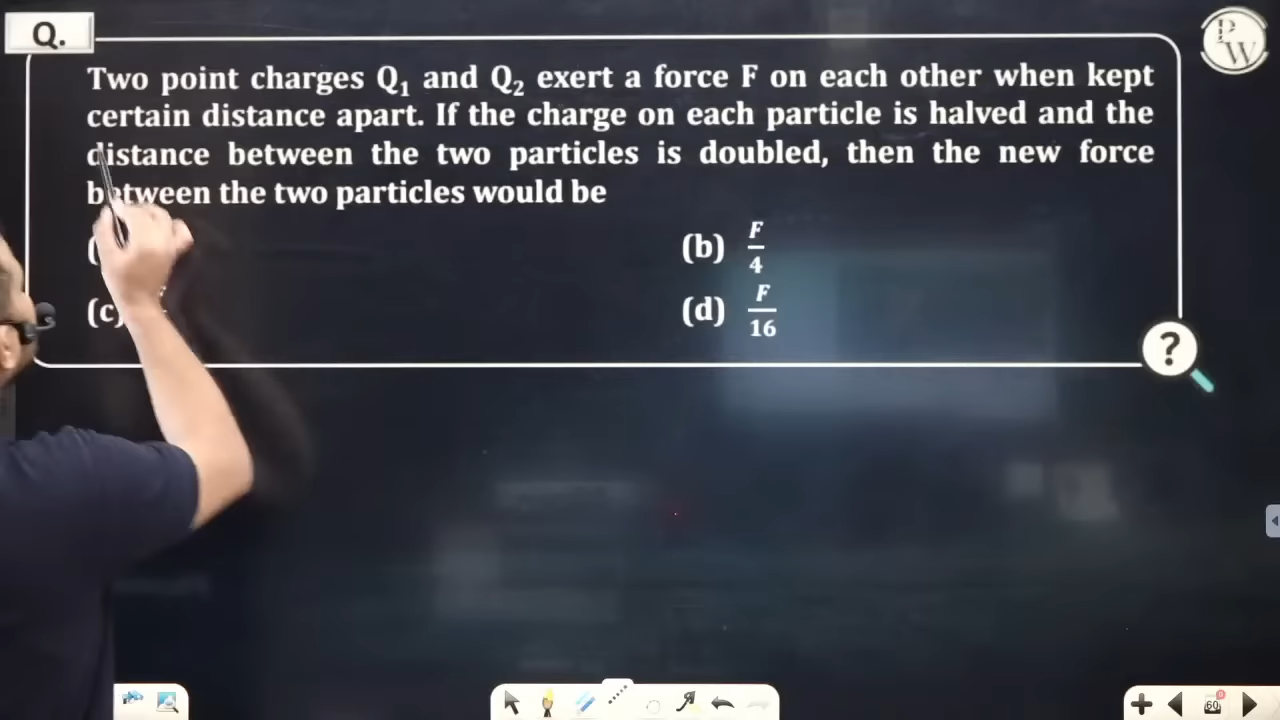 Q.
PW
Two point charges Q₁ and Q₂ exert a force F on each other when kept
certain distance apart. If the charge on each particle is halved and the
distance between the two particles is doubled, then the new force
between the two particles would be
(b) F/4
(c)
(d) F/16
?
60